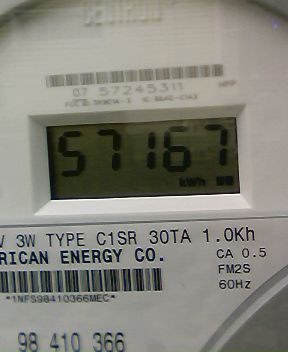 CENTRON
07 57245311
57167
kWh
V 3W TYPE C1SR 30TA 1.0Kh
RICAN ENERGY CO.
CA 0.5
FM2S
60Hz
*1NFS98410366MEC*
98 410 366